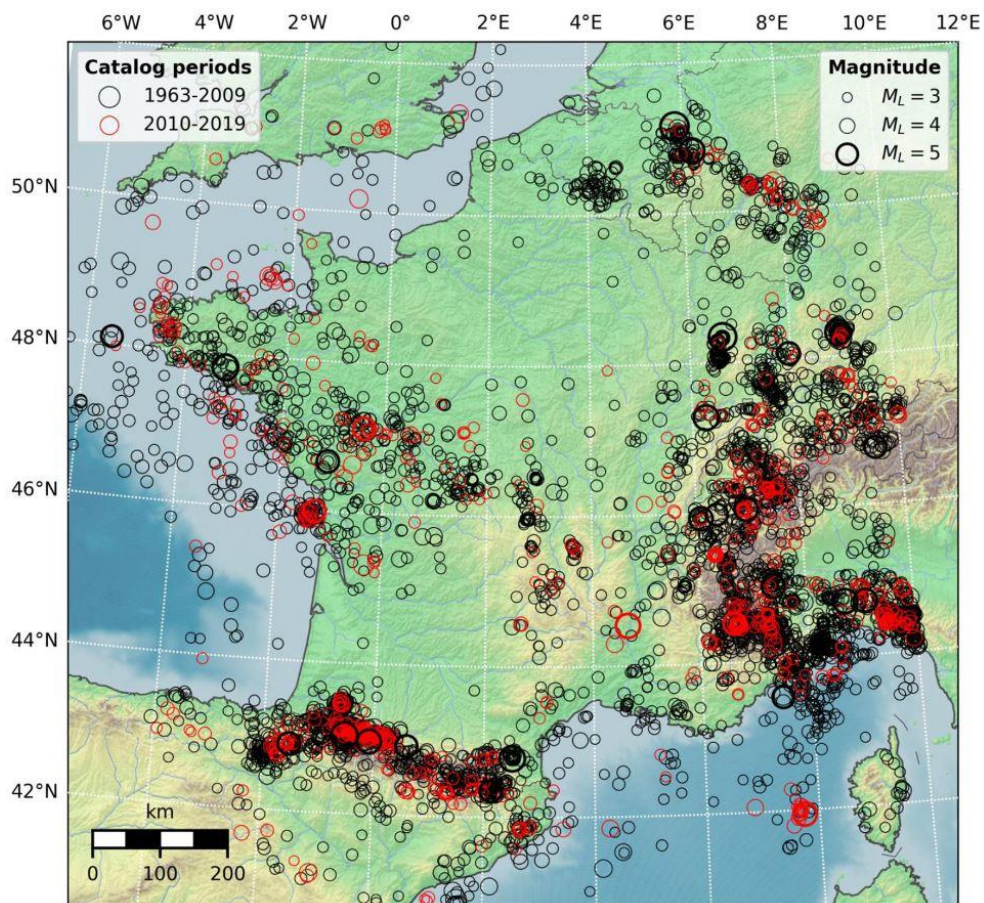 6°W 4°W 2°W 0° 2°E 4°E 6°E 8°E 10°E 12°E
Catalog periods
1963-2009
2010-2019
Magnitude
M_L = 3
M_L = 4
M_L = 5
50°N
48°N
46°N
44°N
42°N
km
0 100 200